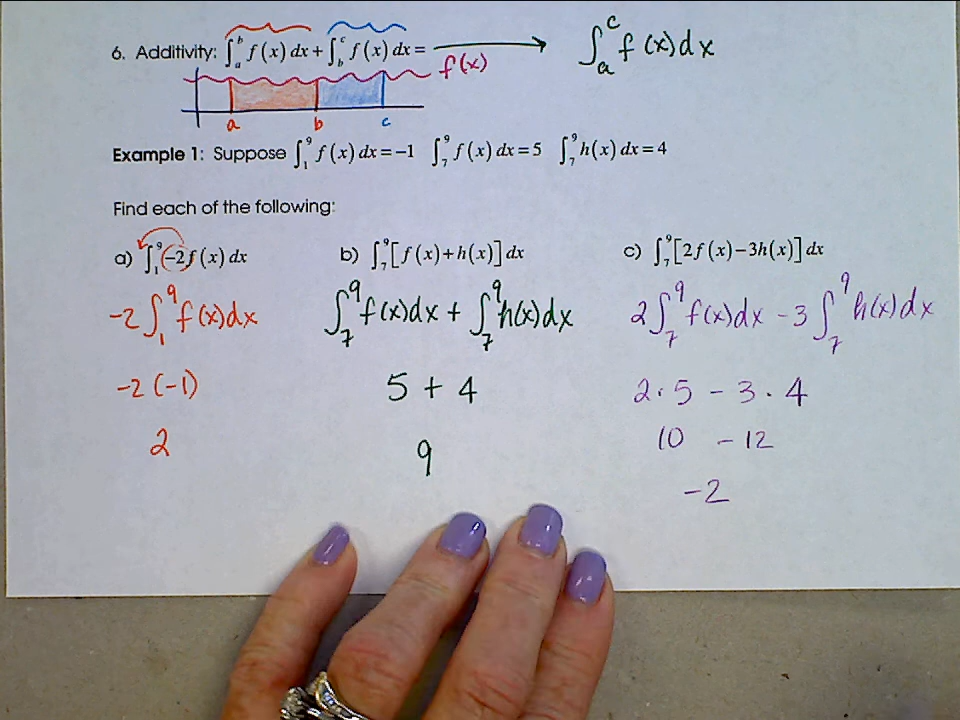 6. Additivity: ∫_a^b f(x) dx + ∫_b^c f(x) dx = → ∫_a^c f(x)dx
f(x)
a b c
Example 1: Suppose ∫_1^9 f(x) dx = -1 ∫_7^9 f(x) dx = 5 ∫_7^9 h(x) dx = 4
Find each of the following:
a) ∫_1^9 -2f(x) dx b) ∫_7^9 [f(x)+h(x)] dx c) ∫_7^9 [2f(x)-3h(x)] dx
-2∫_1^9 f(x)dx ∫_7^9 f(x)dx + ∫_7^9 h(x)dx 2∫_7^9 f(x)dx - 3∫_7^9 h(x)dx
-2(-1) 5 + 4 2·5 - 3·4
2 9 10 - 12
-2